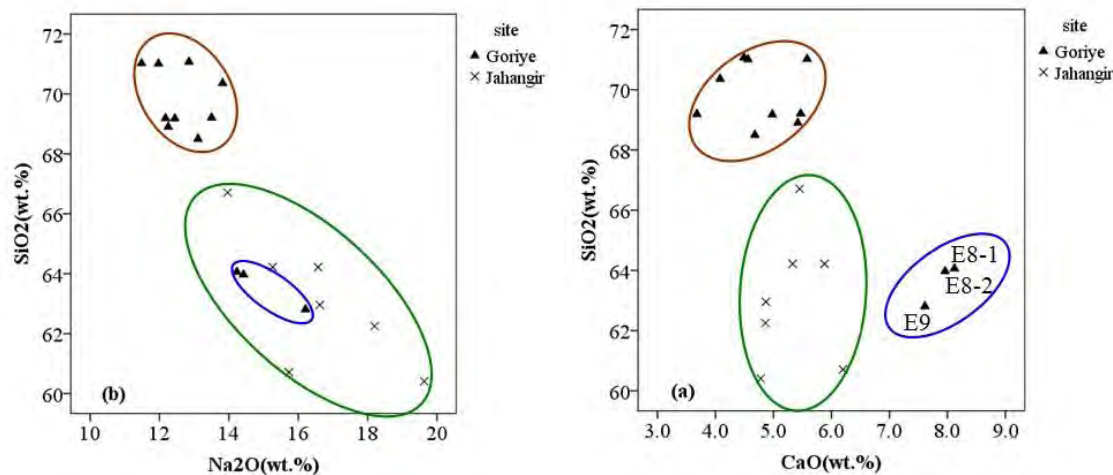 site
▲ Goriye
× Jahangir
72
70
68
66
64
62
60
SiO2(wt.%)
(b)
10 12 14 16 18 20
Na2O(wt.%)
site
▲ Goriye
× Jahangir
72
70
68
66
64
62
60
SiO2(wt.%)
E8-1
E8-2
E9
(a)
3.0 4.0 5.0 6.0 7.0 8.0 9.0
CaO(wt.%)